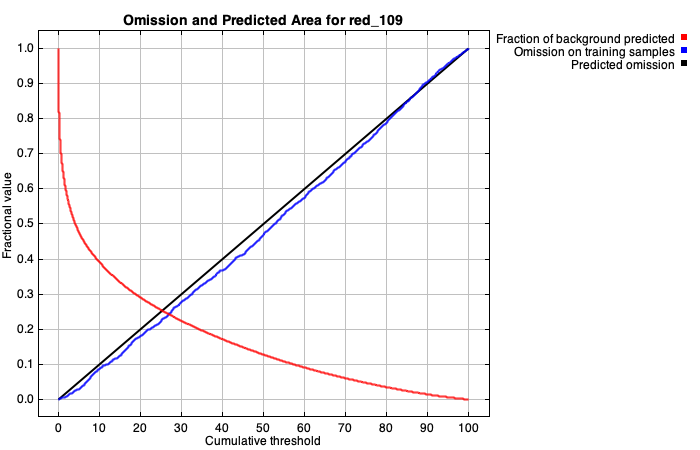 Omission and Predicted Area for red_109
Fraction of background predicted
Omission on training samples
Predicted omission
Fractional value
1.0
0.9
0.8
0.7
0.6
0.5
0.4
0.3
0.2
0.1
0.0
0 10 20 30 40 50 60 70 80 90 100
Cumulative threshold